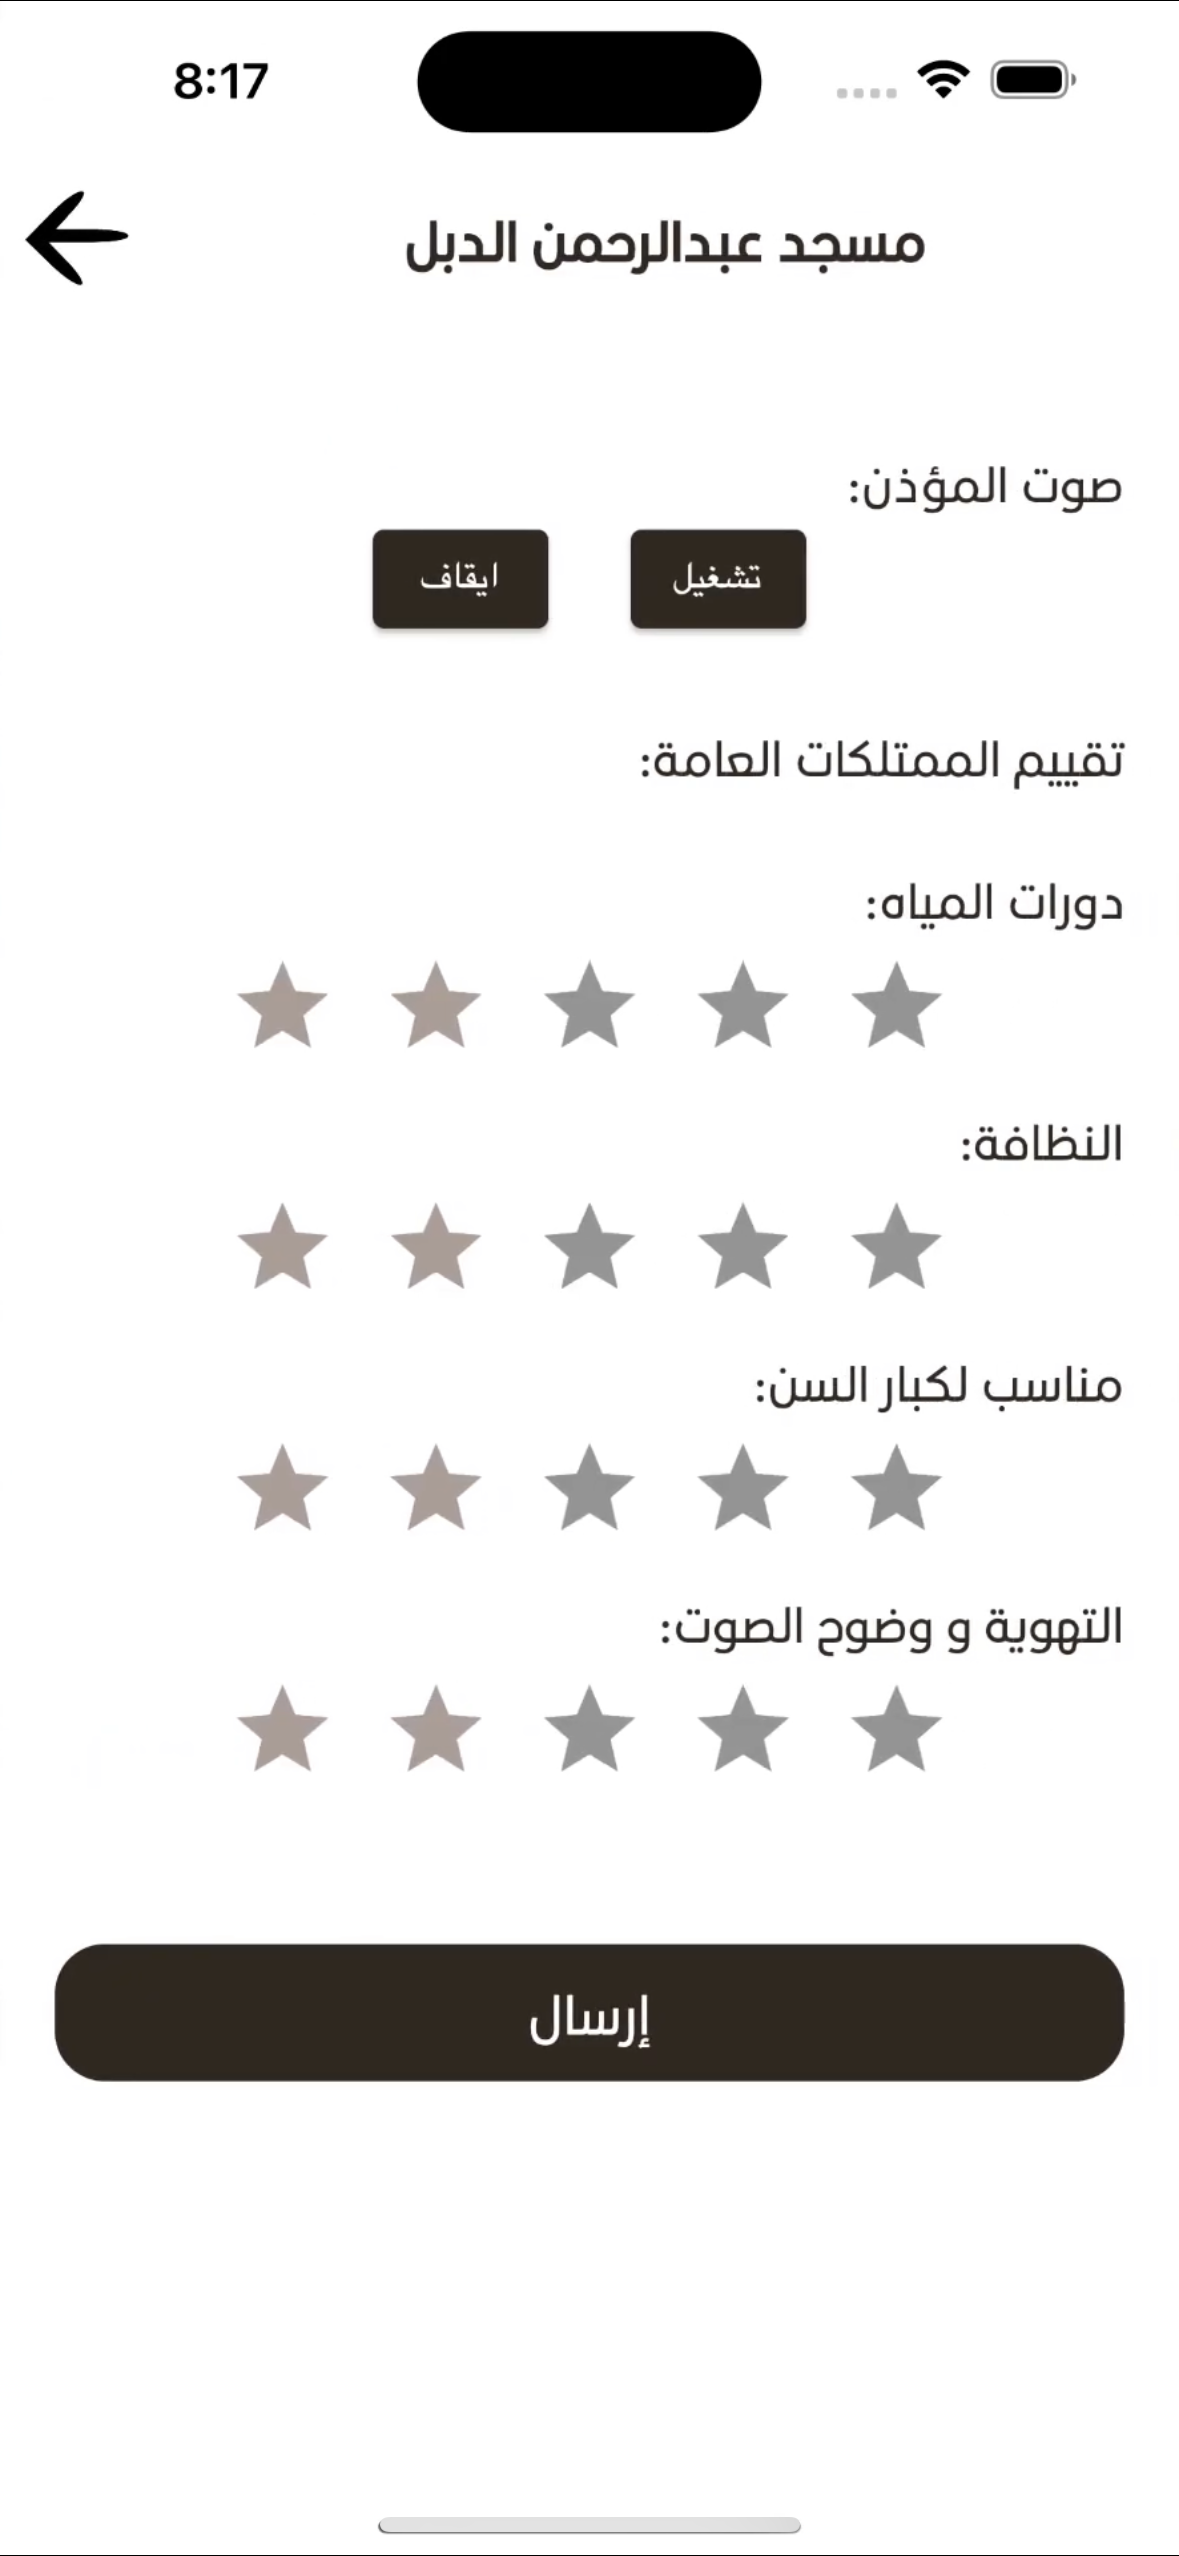 8:17
مسجد عبدالرحمن الدبل
صوت المؤذن:
تشغيل ايقاف
تقييم الممتلكات العامة:
دورات المياه:
النظافة:
مناسب لكبار السن:
التهوية و وضوح الصوت:
إرسال